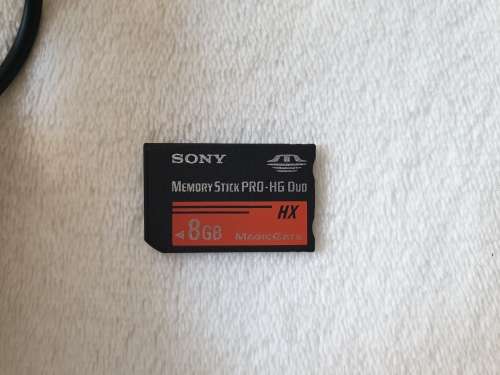 SONY
MEMORY STICK PRO-HG DUO
HX
8GB MAGICGATE